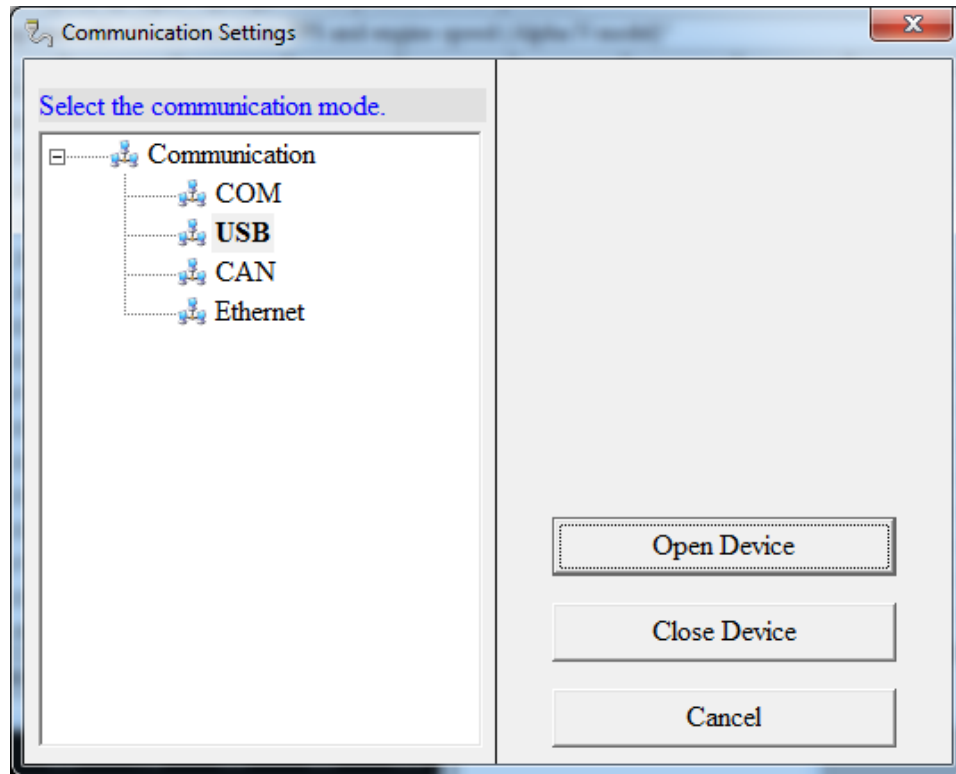 Communication Settings
Select the communication mode.
Communication
COM
USB
CAN
Ethernet
Open Device
Close Device
Cancel